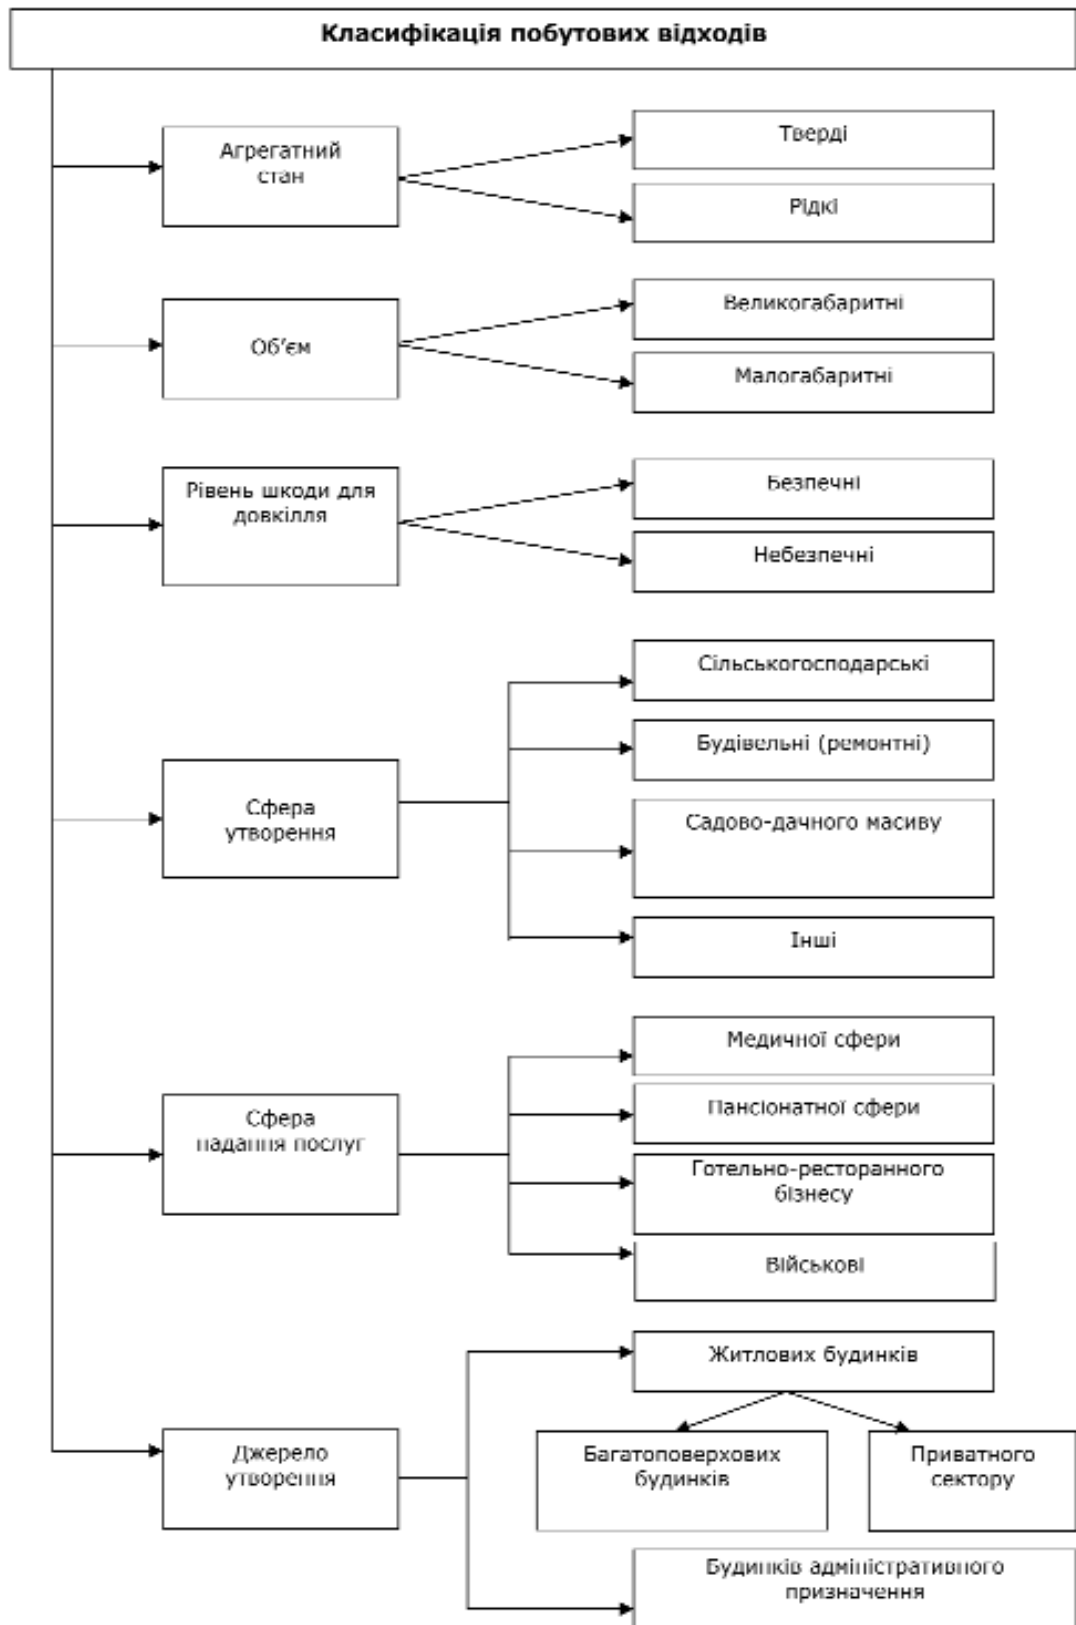 Класифікація побутових відходів
Агрегатний
стан
Тверді
Рідкі
Об'єм
Великогабаритні
Малогабаритні
Рівень шкоди для
довкілля
Безпечні
Небезпечні
Сфера
утворення
Сільськогосподарські
Будівельні (ремонтні)
Садово-дачного масиву
Інші
Сфера
надання послуг
Медичної сфери
Пансіонатної сфери
Готельно-ресторанного
бізнесу
Військові
Джерело
утворення
Житлових будинків
Багатоповерхових
будинків
Приватного
сектору
Будинків адміністративного
призначення